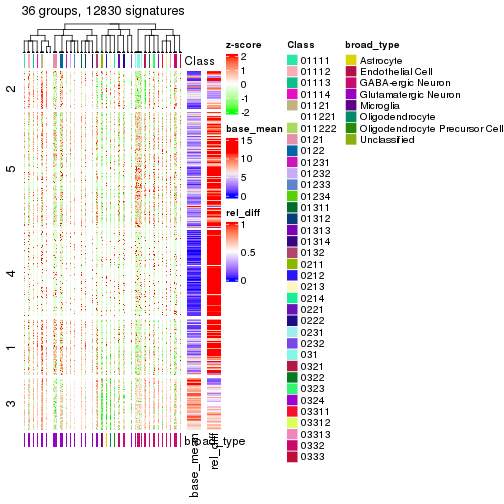 36 groups, 12830 signatures
Class
2
5
4
1
3
broad_type
base_mean
rel_diff
z-score
2
1
0
-1
-2
base_mean
15
10
5
0
rel_diff
1
0.5
0
Class
01111
01112
01113
01114
01121
011221
011222
0121
0122
01231
01232
01233
01234
01311
01312
01313
01314
0132
0211
0212
0213
0214
0221
0222
0231
0232
031
0321
0322
0323
0324
03311
03312
03313
0332
0333
broad_type
Astrocyte
Endothelial Cell
GABA-ergic Neuron
Glutamatergic Neuron
Microglia
Oligodendrocyte
Oligodendrocyte Precursor Cell
Unclassified